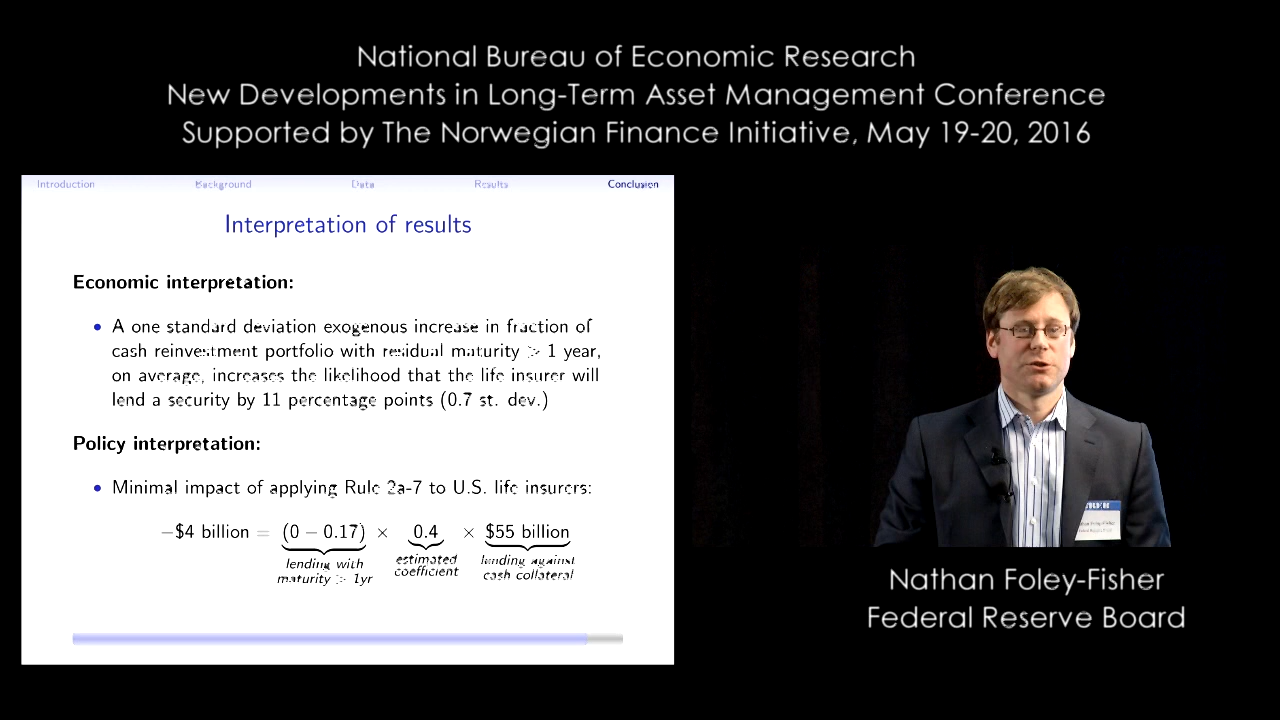 National Bureau of Economic Research
New Developments in Long-Term Asset Management Conference
Supported by The Norwegian Finance Initiative, May 19-20, 2016
Introduction Background Data Results Conclusion
Interpretation of results
Economic interpretation:
• A one standard deviation exogenous increase in fraction of
cash reinvestment portfolio with residual maturity > 1 year,
on average, increases the likelihood that the life insurer will
lend a security by 11 percentage points (0.7 st. dev.)
Policy interpretation:
• Minimal impact of applying Rule 2a-7 to U.S. life insurers:
−$4 billion = (0 − 0.17) × 0.4 × $55 billion
lending with estimated lending against
maturity > 1yr coefficient cash collateral
Nathan Foley-Fisher
Federal Reserve Board